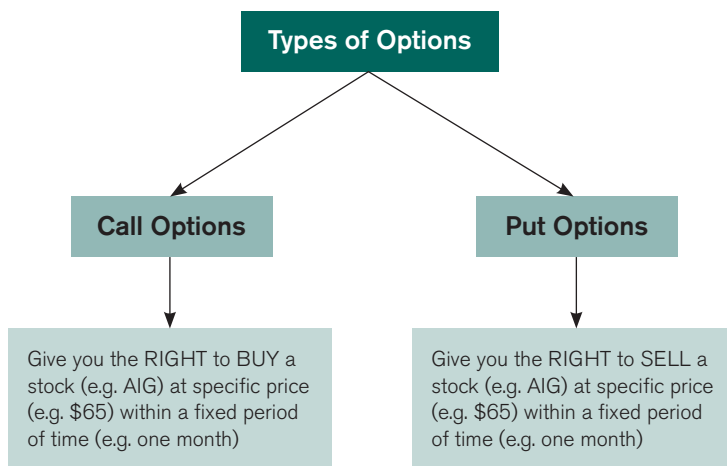 Types of Options
Call Options
Put Options
Give you the RIGHT to BUY a
stock (e.g. AIG) at specific price
(e.g. $65) within a fixed period
of time (e.g. one month)
Give you the RIGHT to SELL a
stock (e.g. AIG) at specific price
(e.g. $65) within a fixed period
of time (e.g. one month)